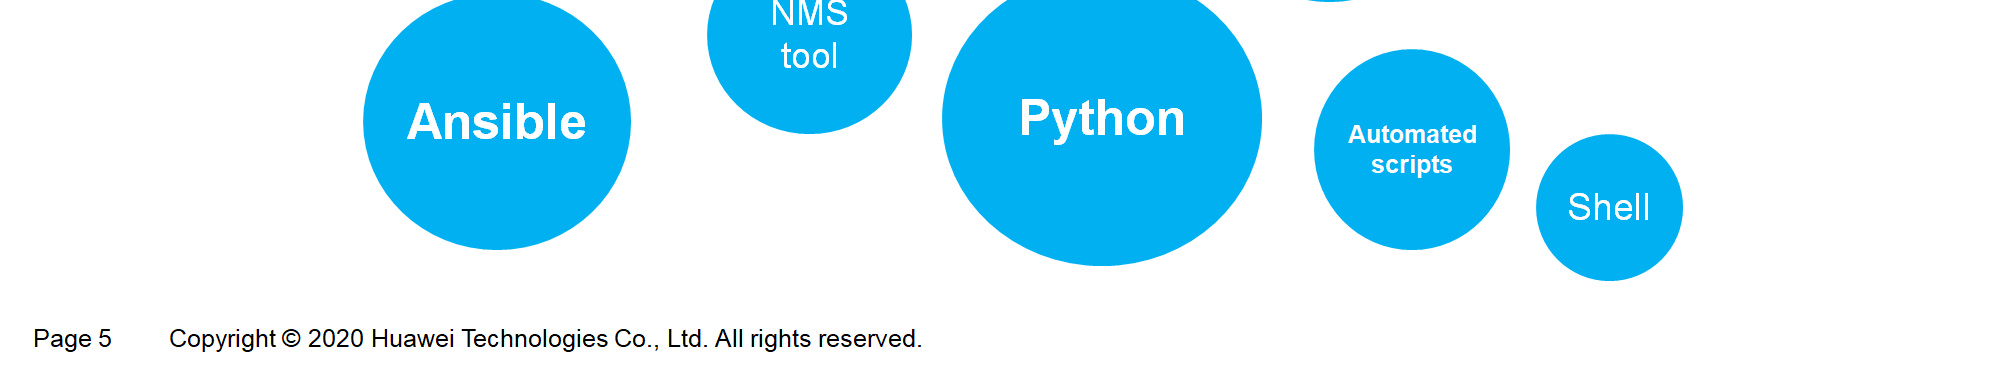 NMS
tool
Ansible
Python
Automated
scripts
Shell
Page 5 Copyright © 2020 Huawei Technologies Co., Ltd. All rights reserved.